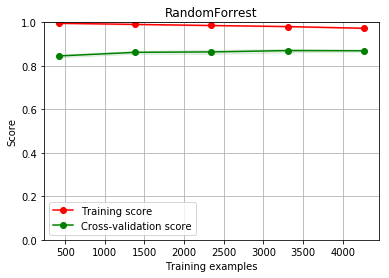 RandomForrest
1.0
0.8
0.6
0.4
0.2
0.0
Score
Training score
Cross-validation score
500 1000 1500 2000 2500 3000 3500 4000
Training examples